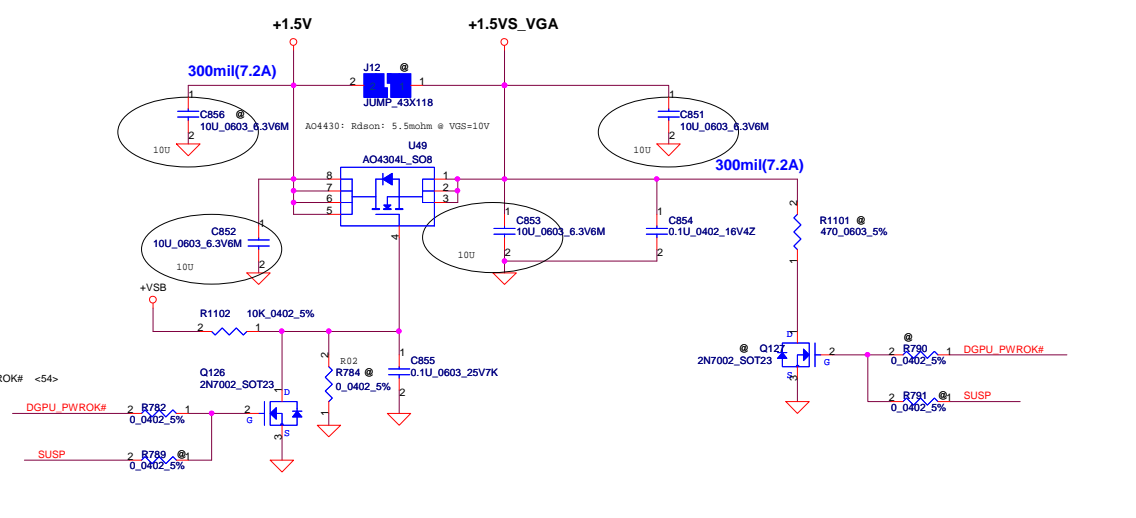 +1.5V
+1.5VS_VGA
300mil(7.2A)
J12 @
2 1
JUMP_43X118
1
C856 @
10U_0603_6.3V6M
2
10U
AO4430: Rdson: 5.5mohm @ VGS=10V
1
C851
10U_0603_6.3V6M
2
10U
U49
AO4304L_SO8
300mil(7.2A)
8 1
7 2
6 3
5
4
1
C852
10U_0603_6.3V6M
2
10U
1
C853
10U_0603_6.3V6M
2
10U
1
C854
0.1U_0402_16V4Z
2
2
R1101 @
470_0603_5%
1
+VSB
R1102 10K_0402_5%
2 1
2
R02
R784 @
0_0402_5%
1
1
C855
0.1U_0603_25V7K
2
ROK# <54>
Q126
2N7002_SOT23
1
D
2
G
S
3
DGPU_PWROK#
2 R782 1
0_0402_5%
SUSP
2 R789 @ 1
0_0402_5%
@ Q127
2N7002_SOT23
1
D
2
G
S
3
@
2 R790 1
0_0402_5%
DGPU_PWROK#
2 R791 @ 1
0_0402_5%
SUSP